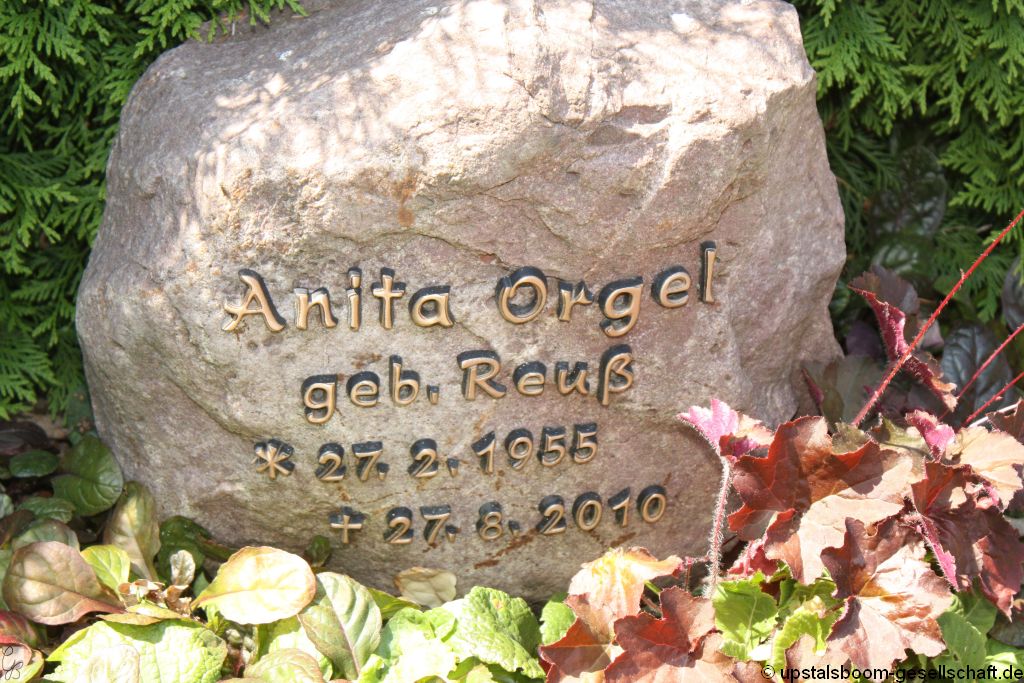 Anita Orgel
geb. Reuß
* 27. 2. 1955
+ 27. 8. 2010
© upstalsboom-gesellschaft.de